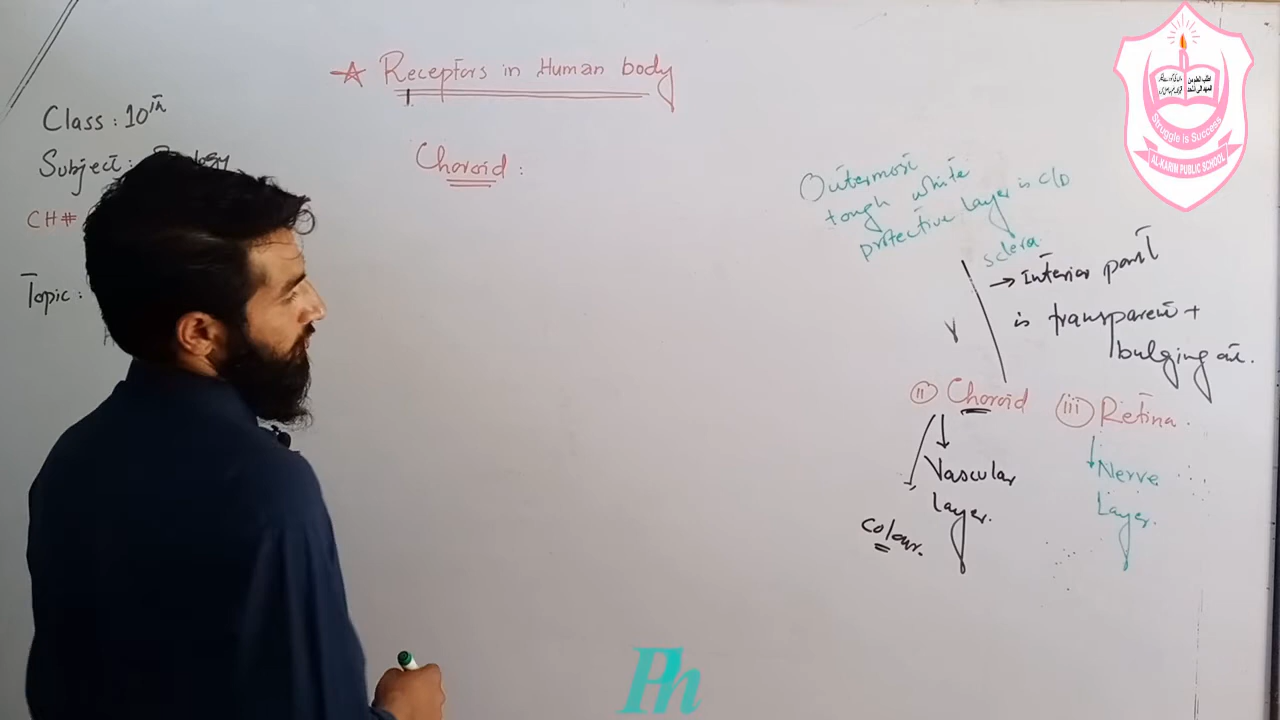 Receptors in Human body
Class: 10th
Subject: Biology
CH#
Topic:
Choroid:
Outermost
tough white
protective layer is c/d
sclera.
→ Interior part
is transparent +
bulging out.
(ii) Choroid
(iii) Retina.
Vascular
layer.
Colour.
Nerve
Layer.
Struggle is Success
AL-KARIM PUBLIC SCHOOL
Ph